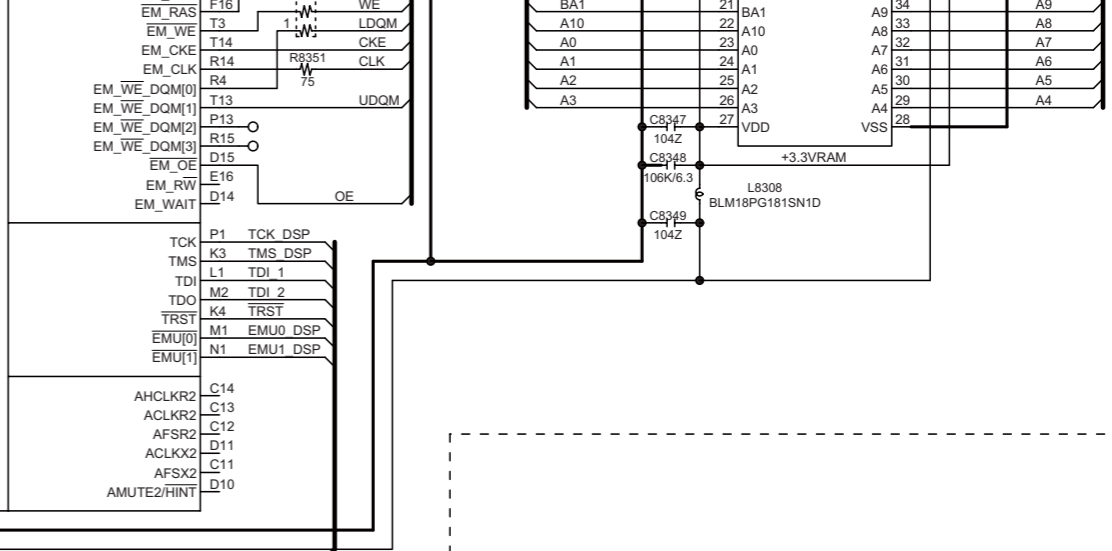 EM_RAS F16 WE
EM_WE T3 1 LDQM
EM_CKE T14 CKE
EM_CLK R14 R8351 75 CLK
EM_WE_DQM[0] R4
EM_WE_DQM[1] T13 UDQM
EM_WE_DQM[2] P13
EM_WE_DQM[3] R15
EM_OE D15
EM_RW E16
EM_WAIT D14 OE
TCK P1 TCK_DSP
TMS K3 TMS_DSP
TDI L1 TDI_1
TDO M2 TDI_2
TRST K4 TRST
EMU[0] M1 EMU0_DSP
EMU[1] N1 EMU1_DSP
AHCLKR2 C14
ACLKR2 C13
AFSR2 C12
ACLKX2 D11
AFSX2 C11
AMUTE2/HINT D10
BA1 21 BA1 A9 34 A9
A10 22 A10 A8 33 A8
A0 23 A0 A7 32 A7
A1 24 A1 A6 31 A6
A2 25 A2 A5 30 A5
A3 26 A3 A4 29 A4
27 VDD VSS 28
C8347
104Z
C8348
106K/6.3
+3.3VRAM
L8308
BLM18PG181SN1D
C8349
104Z